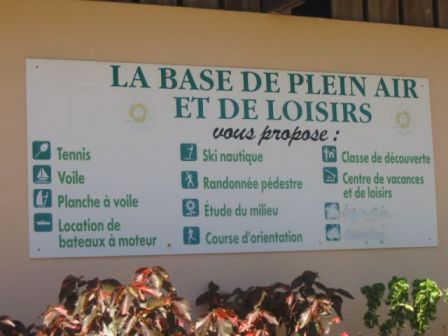 LA BASE DE PLEIN AIR
ET DE LOISIRS
vous propose :
Tennis
Voile
Planche à voile
Location de
bateaux à moteur
Ski nautique
Randonnée pédestre
Étude du milieu
Course d'orientation
Classe de découverte
Centre de vacances
et de loisirs